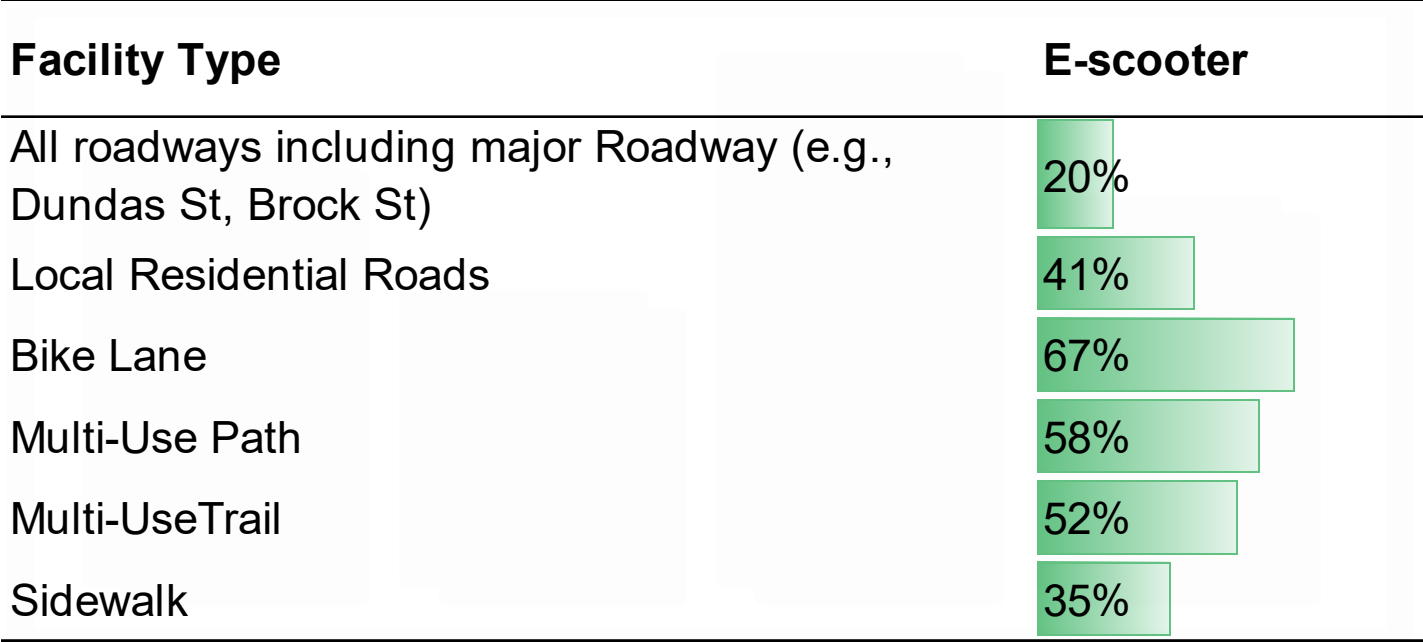 Facility Type E-scooter
All roadways including major Roadway (e.g.,
Dundas St, Brock St) 20%
Local Residential Roads 41%
Bike Lane 67%
Multi-Use Path 58%
Multi-UseTrail 52%
Sidewalk 35%